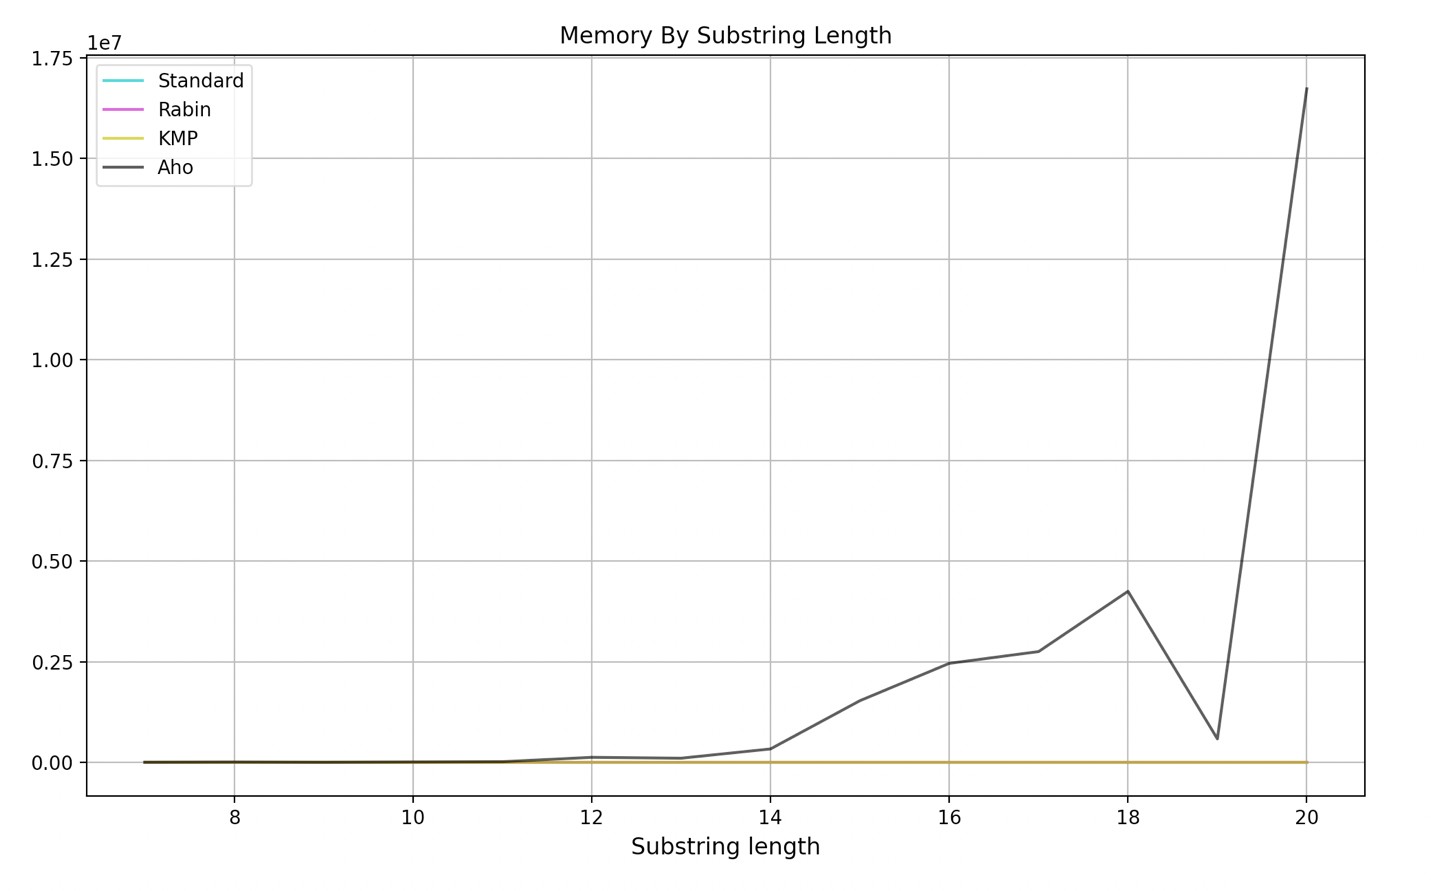 Memory By Substring Length
1e7
1.75
1.50
1.25
1.00
0.75
0.50
0.25
0.00
Standard
Rabin
KMP
Aho
8 10 12 14 16 18 20
Substring length